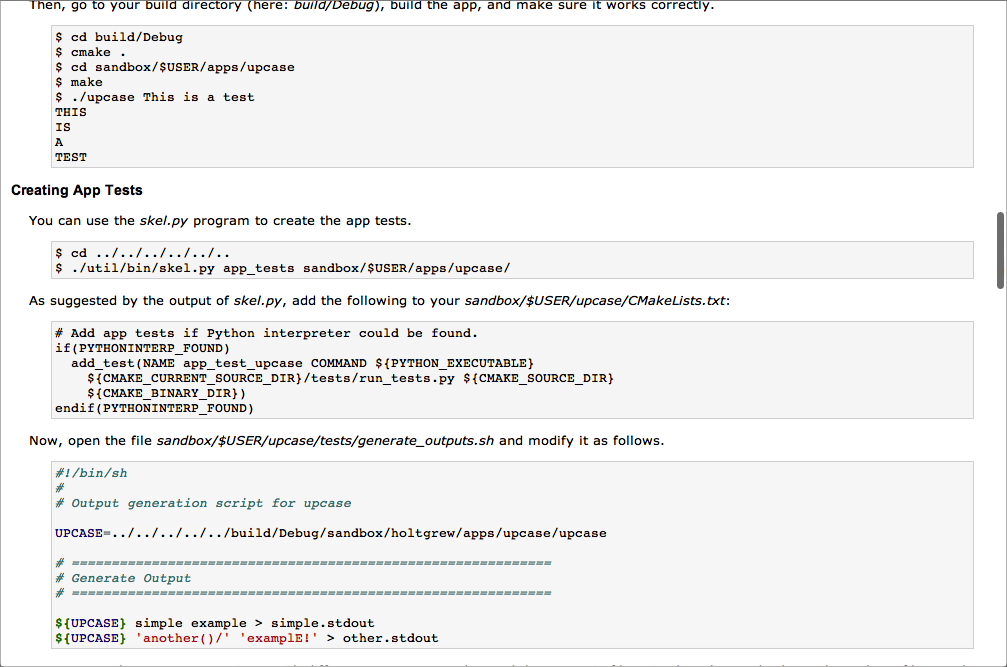 Then, go to your build directory (here: build/Debug), build the app, and make sure it works correctly.
$ cd build/Debug
$ cmake .
$ cd sandbox/$USER/apps/upcase
$ make
$ ./upcase This is a test
THIS
IS
A
TEST
Creating App Tests
You can use the skel.py program to create the app tests.
$ cd ../../../../../..
$ ./util/bin/skel.py app_tests sandbox/$USER/apps/upcase/
As suggested by the output of skel.py, add the following to your sandbox/$USER/upcase/CMakeLists.txt:
# Add app tests if Python interpreter could be found.
if(PYTHONINTERP_FOUND)
  add_test(NAME app_test_upcase COMMAND ${PYTHON_EXECUTABLE}
    ${CMAKE_CURRENT_SOURCE_DIR}/tests/run_tests.py ${CMAKE_SOURCE_DIR}
    ${CMAKE_BINARY_DIR})
endif(PYTHONINTERP_FOUND)
Now, open the file sandbox/$USER/upcase/tests/generate_outputs.sh and modify it as follows.
#!/bin/sh
#
# Output generation script for upcase
UPCASE=../../../../../build/Debug/sandbox/holtgrew/apps/upcase/upcase
# ============================================================
# Generate Output
# ============================================================
${UPCASE} simple example > simple.stdout
${UPCASE} 'another()/' 'examplE!' > other.stdout